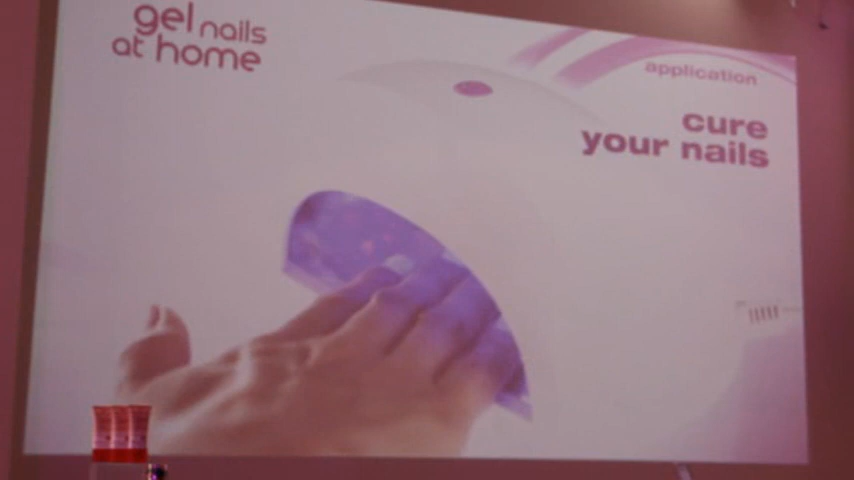 gel nails
at home
application
cure
your nails